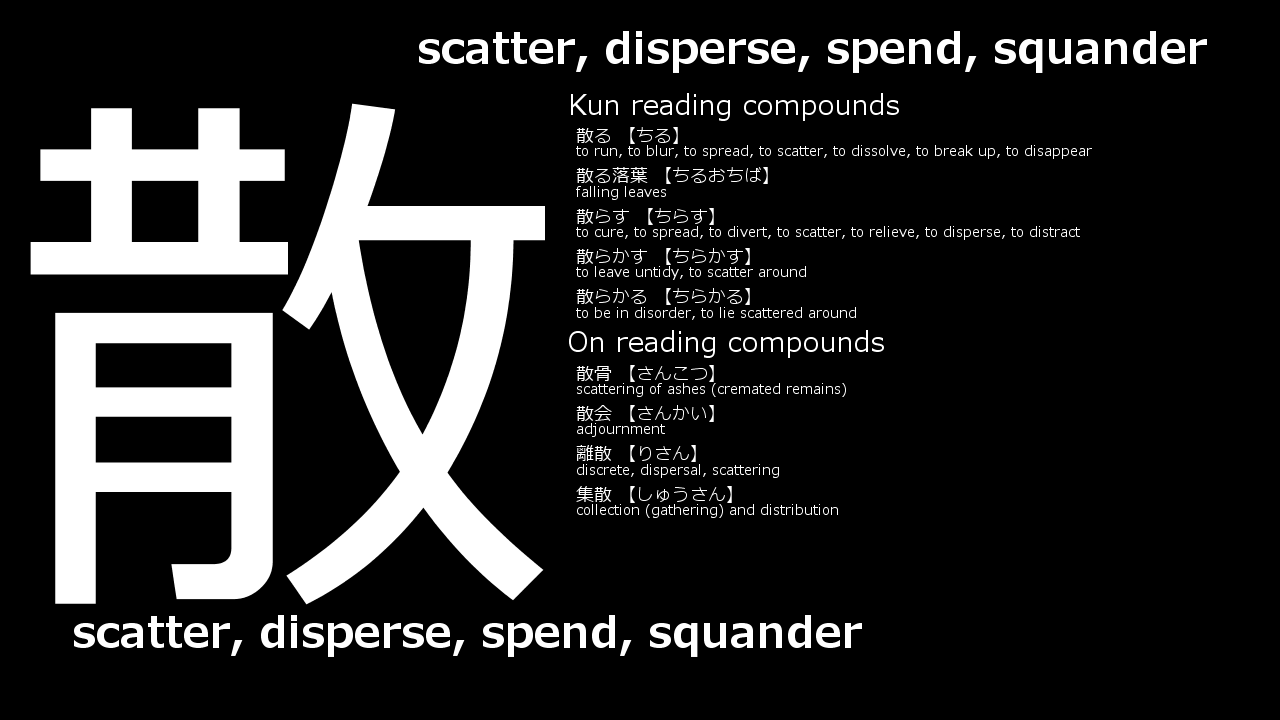 scatter, disperse, spend, squander
散
Kun reading compounds
散る 【ちる】
to run, to blur, to spread, to scatter, to dissolve, to break up, to disappear
散る落葉 【ちるおちば】
falling leaves
散らす 【ちらす】
to cure, to spread, to divert, to scatter, to relieve, to disperse, to distract
散らかす 【ちらかす】
to leave untidy, to scatter around
散らかる 【ちらかる】
to be in disorder, to lie scattered around
On reading compounds
散骨 【さんこつ】
scattering of ashes (cremated remains)
散会 【さんかい】
adjournment
離散 【りさん】
discrete, dispersal, scattering
集散 【しゅうさん】
collection (gathering) and distribution
scatter, disperse, spend, squander